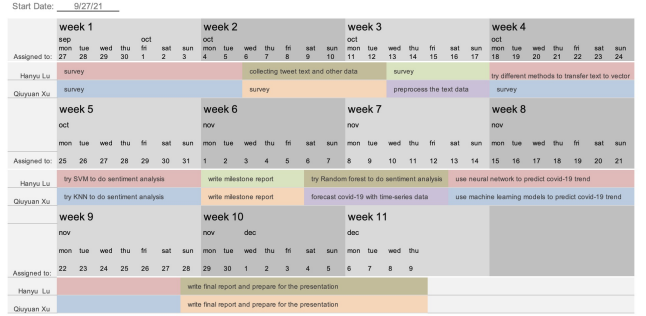 Start Date: 9/27/21
week 1 week 2 week 3 week 4
sep oct oct oct oct
mon tue wed thu fri sat sun mon tue wed thu fri sat sun mon tue wed thu fri sat sun mon tue wed thu fri sat sun
Assigned to: 27 28 29 30 1 2 3 4 5 6 7 8 9 10 11 12 13 14 15 16 17 18 19 20 21 22 23 24
Hanyu Lu survey collecting tweet text and other data survey try different methods to transfer text to vector
Qiuyuan Xu survey survey preprocess the text data survey
week 5 week 6 week 7 week 8
oct nov nov nov
mon tue wed thu fri sat sun mon tue wed thu fri sat sun mon tue wed thu fri sat sun mon tue wed thu fri sat sun
Assigned to: 25 26 27 28 29 30 31 1 2 3 4 5 6 7 8 9 10 11 12 13 14 15 16 17 18 19 20 21
Hanyu Lu try SVM to do sentiment analysis write milestone report try Random forest to do sentiment analysis use neural network to predict covid-19 trend
Qiuyuan Xu try KNN to do sentiment analysis write milestone report forecast covid-19 with time-series data use machine learning models to predict covid-19 trend
week 9 week 10 week 11
nov nov dec dec
mon tue wed thu fri sat sun mon tue wed thu fri sat sun mon tue wed thu
Assigned to: 22 23 24 25 26 27 28 29 30 1 2 3 4 5 6 7 8 9
Hanyu Lu write final report and prepare for the presentation
Qiuyuan Xu write final report and prepare for the presentation